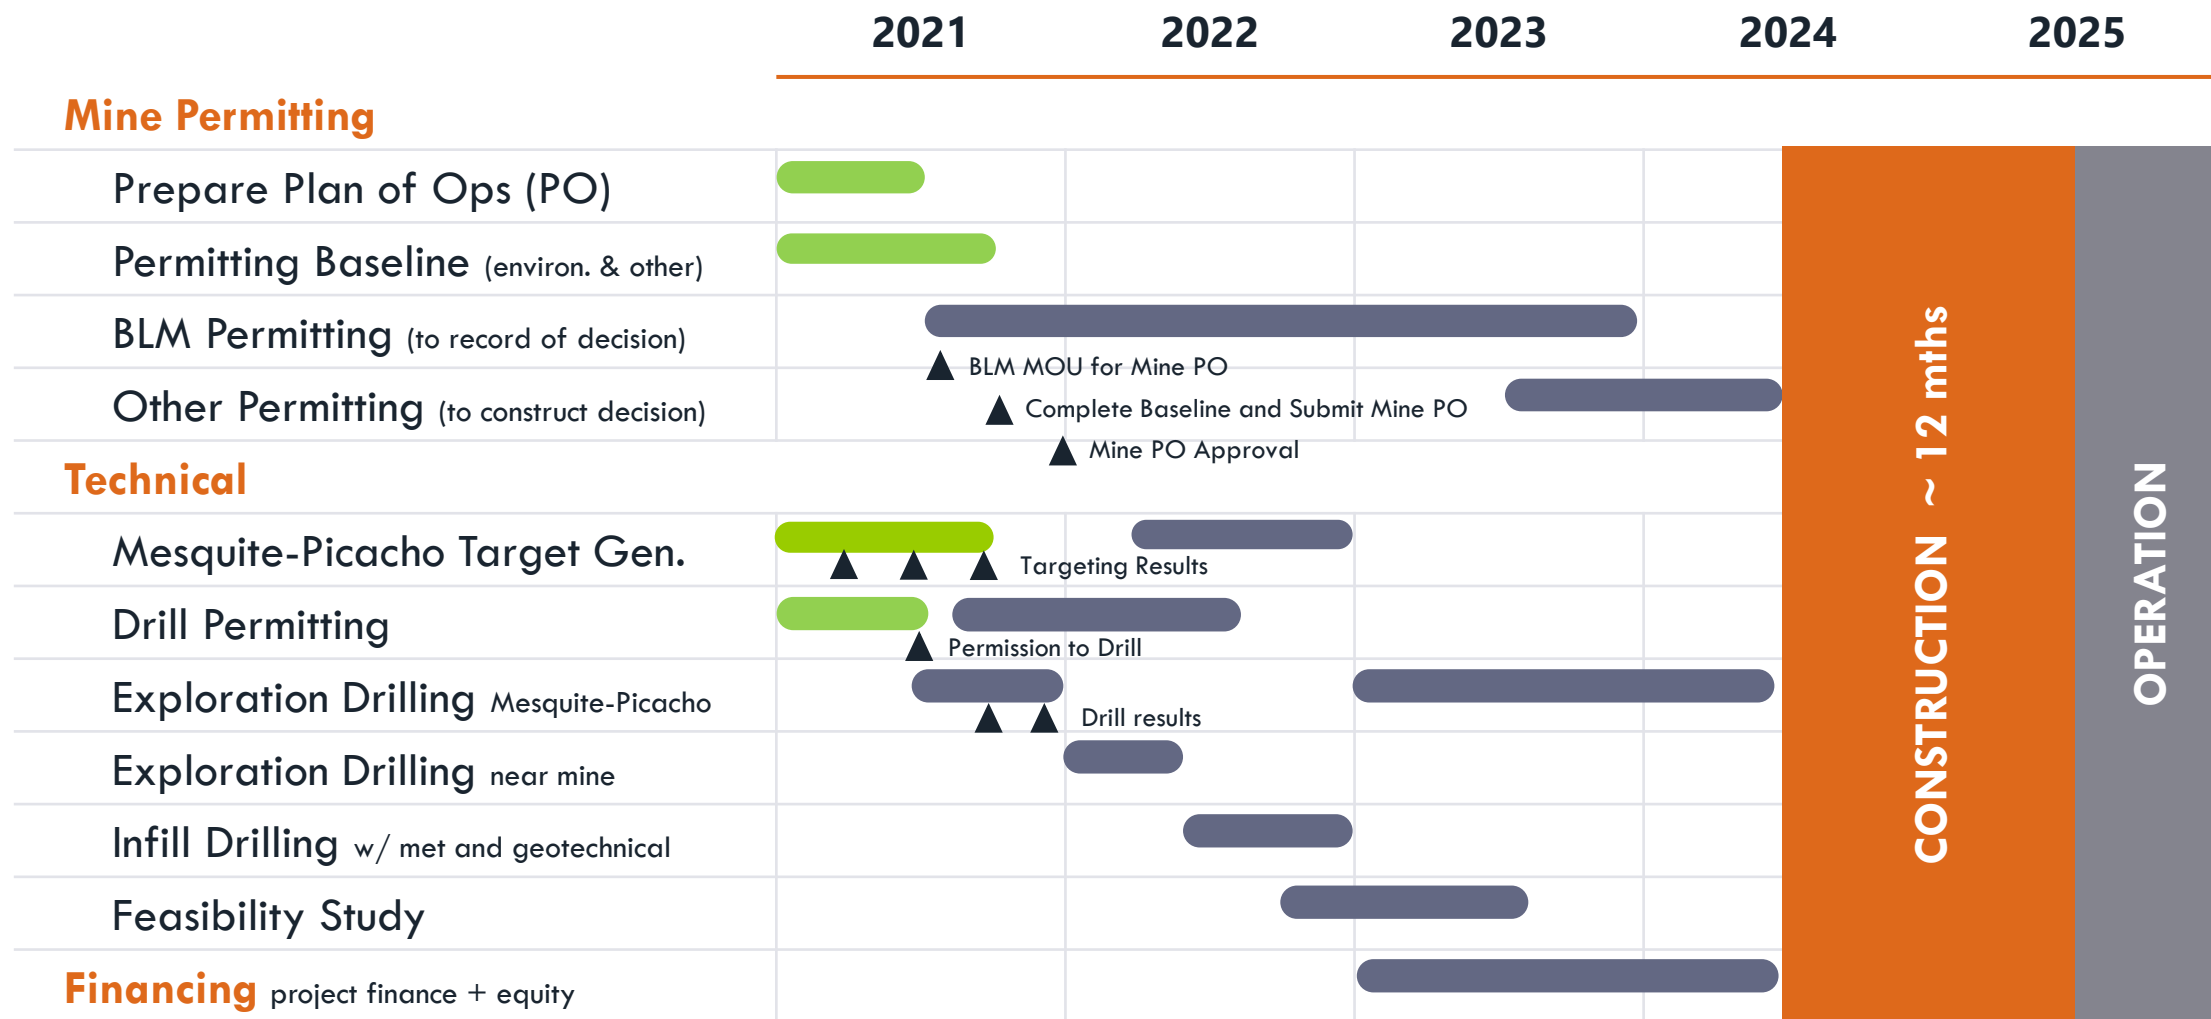 2021 2022 2023 2024 2025
Mine Permitting
Prepare Plan of Ops (PO)
Permitting Baseline (environ. & other)
BLM Permitting (to record of decision)
BLM MOU for Mine PO
Other Permitting (to construct decision)
Complete Baseline and Submit Mine PO
Mine PO Approval
Technical
Mesquite-Picacho Target Gen.
Targeting Results
Drill Permitting
Permission to Drill
Exploration Drilling Mesquite-Picacho
Drill results
Exploration Drilling near mine
Infill Drilling w/ met and geotechnical
Feasibility Study
Financing project finance + equity
CONSTRUCTION ~ 12 mths
OPERATION